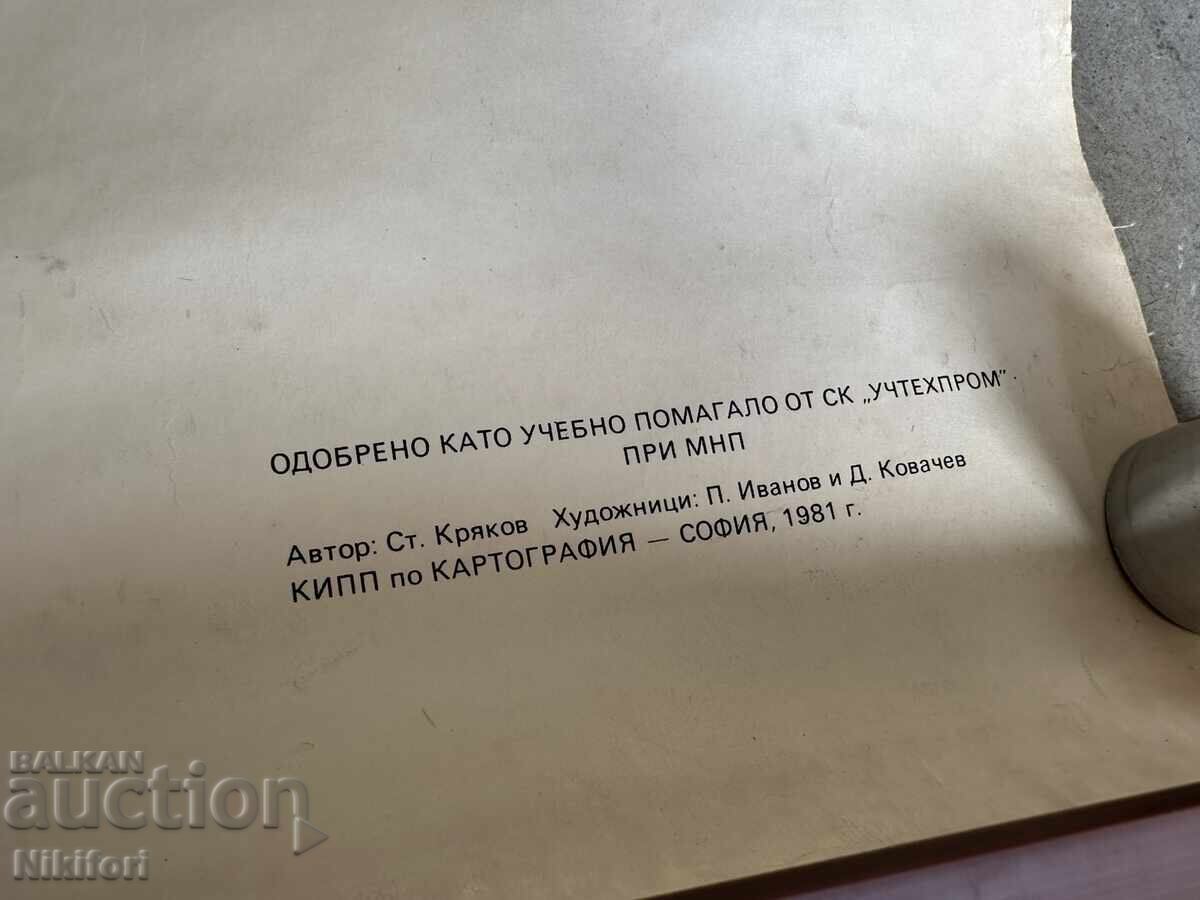 ОДОБРЕНО КАТО УЧЕБНО ПОМАГАЛО ОТ СК „УЧТЕХПРОМ"
ПРИ МНП
Автор: Ст. Кряков Художници: П. Иванов и Д. Ковачев
КИПП по КАРТОГРАФИЯ — СОФИЯ, 1981 г.
BALKAN
auction
Nikifori